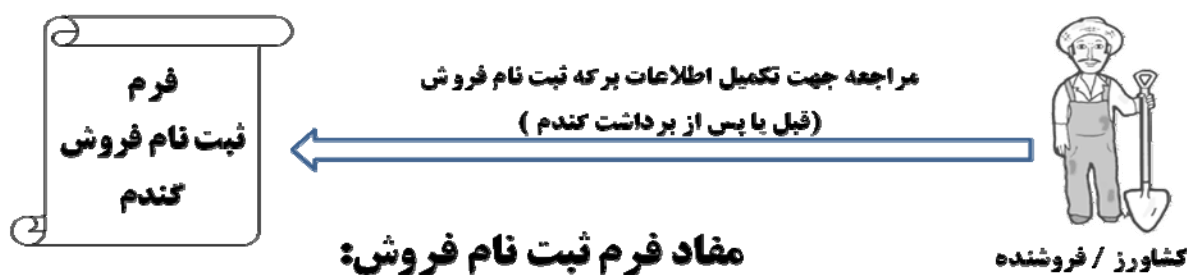 فرم
ثبت نام فروش
گندم
مراجعه جهت تکمیل اطلاعات برگه ثبت نام فروش
(قبل یا پس از برداشت گندم )
کشاورز / فروشنده
مفاد فرم ثبت نام فروش: